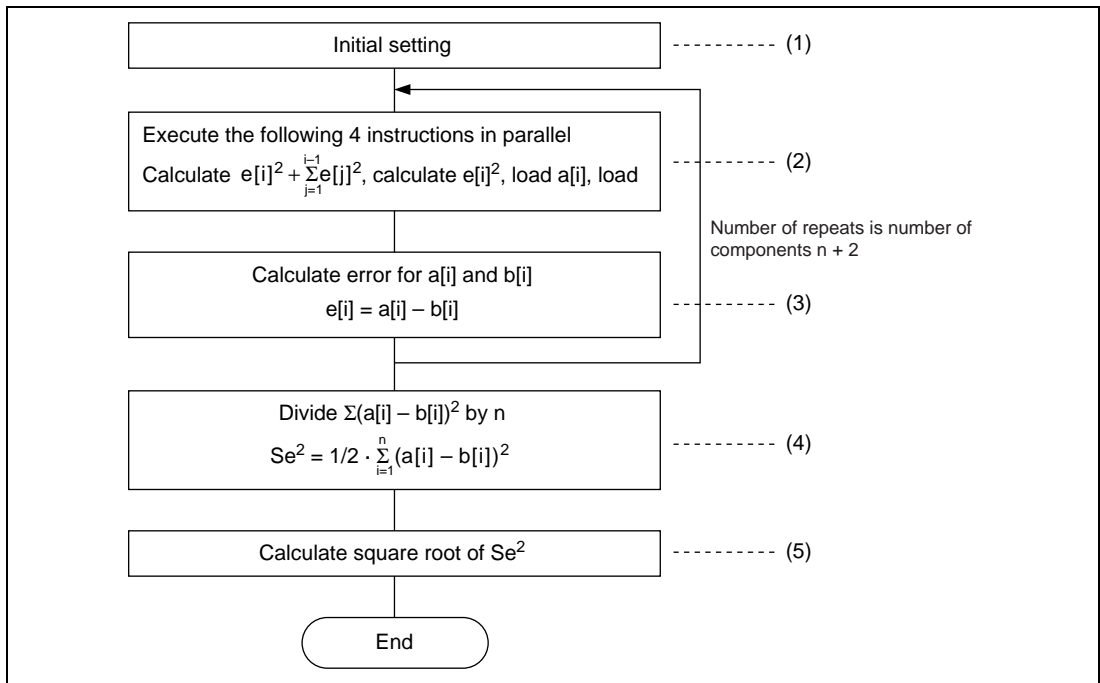 Initial setting
(1)
Execute the following 4 instructions in parallel
Calculate e[i]² + Σ_{j=1}^{i–1} e[j]², calculate e[i]², load a[i], load
(2)
Number of repeats is number of
components n + 2
Calculate error for a[i] and b[i]
e[i] = a[i] – b[i]
(3)
Divide Σ(a[i] – b[i])² by n
Se² = 1/2 · Σ_{i=1}^{n} (a[i] – b[i])²
(4)
Calculate square root of Se²
(5)
End